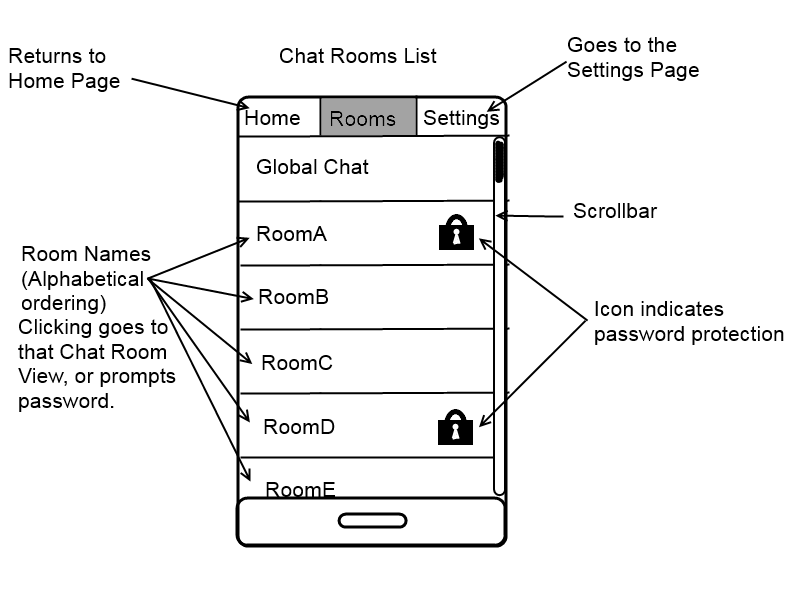 Chat Rooms List
Returns to
Home Page
Goes to the
Settings Page
Home
Rooms
Settings
Global Chat
RoomA
RoomB
RoomC
RoomD
RoomE
Scrollbar
Room Names
(Alphabetical
ordering)
Clicking goes to
that Chat Room
View, or prompts
password.
Icon indicates
password protection